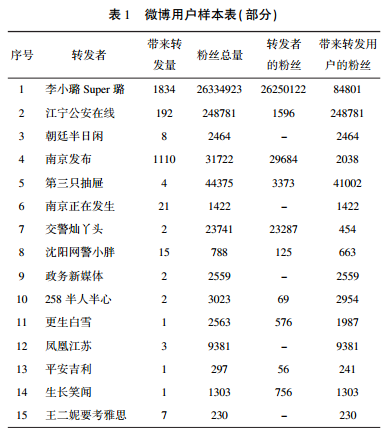 表 1 微博用户样本表(部分)
序号 转发者 带来转发量 粉丝总量 转发者的粉丝 带来转发用户的粉丝
1 李小璐 Super 璐 1834 26334923 26250122 84801
2 江宁公安在线 192 248781 1596 248781
3 朝廷半日闲 8 2464 – 2464
4 南京发布 1110 31722 29684 2038
5 第三只抽屉 4 44375 3373 41002
6 南京正在发生 21 1422 – 1422
7 交警灿丫头 2 23741 23287 454
8 沈阳网警小胖 15 788 125 663
9 政务新媒体 2 2559 – 2559
10 258 半人半心 2 3023 69 2954
11 更生白雪 1 2563 576 1987
12 凤凰江苏 3 9381 – 9381
13 平安吉利 1 297 56 241
14 生长笑闻 1 1303 756 1303
15 王二妮要考雅思 7 230 – 230